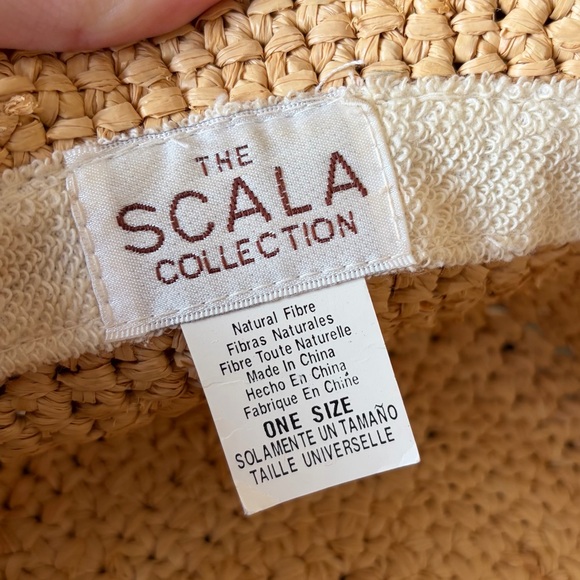 THE
SCALA
COLLECTION
Natural Fibre
Fibras Naturales
Fibre Toute Naturelle
Made In China
Hecho En China
Fabrique En Chine
ONE SIZE
SOLAMENTE UN TAMAÑO
TAILLE UNIVERSELLE